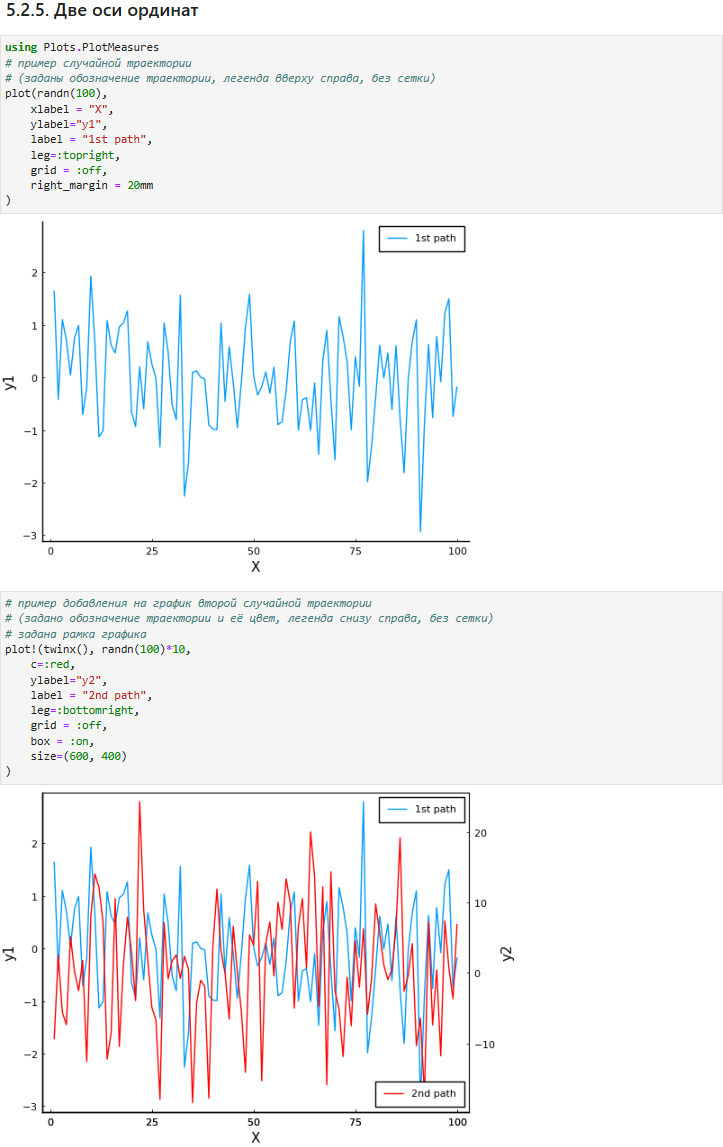 5.2.5. Две оси ординат
using Plots.PlotMeasures
# пример случайной траектории
# (заданы обозначение траектории, легенда вверху справа, без сетки)
plot(randn(100),
xlabel = "X",
ylabel="y1",
label = "1st path",
leg=:topright,
grid = :off,
right_margin = 20mm
)
1st path
2
1
0
−1
−2
−3
y1
0 25 50 75 100
X
# пример добавления на график второй случайной траектории
# (задано обозначение траектории и её цвет, легенда снизу справа, без сетки)
# задана рамка графика
plot!(twinx(), randn(100)*10,
c=:red,
ylabel="y2",
label = "2nd path",
leg=:bottomright,
grid = :off,
box = :on,
size=(600, 400)
)
1st path
2
1
0
−1
−2
−3
y1
20
10
0
−10
y2
2nd path
0 25 50 75 100
X